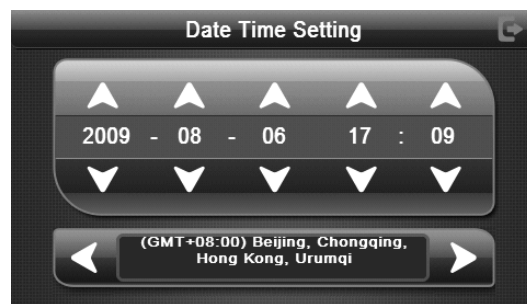 Date Time Setting
2009 - 08 - 06 17 : 09
(GMT+08:00) Beijing, Chongqing,
Hong Kong, Urumqi